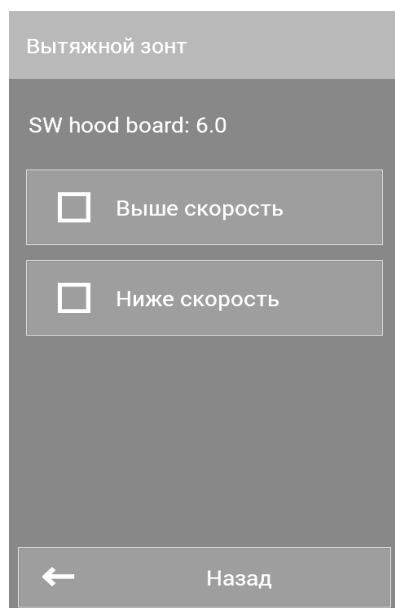 Вытяжной зонт
SW hood board: 6.0
Выше скорость
Ниже скорость
Назад